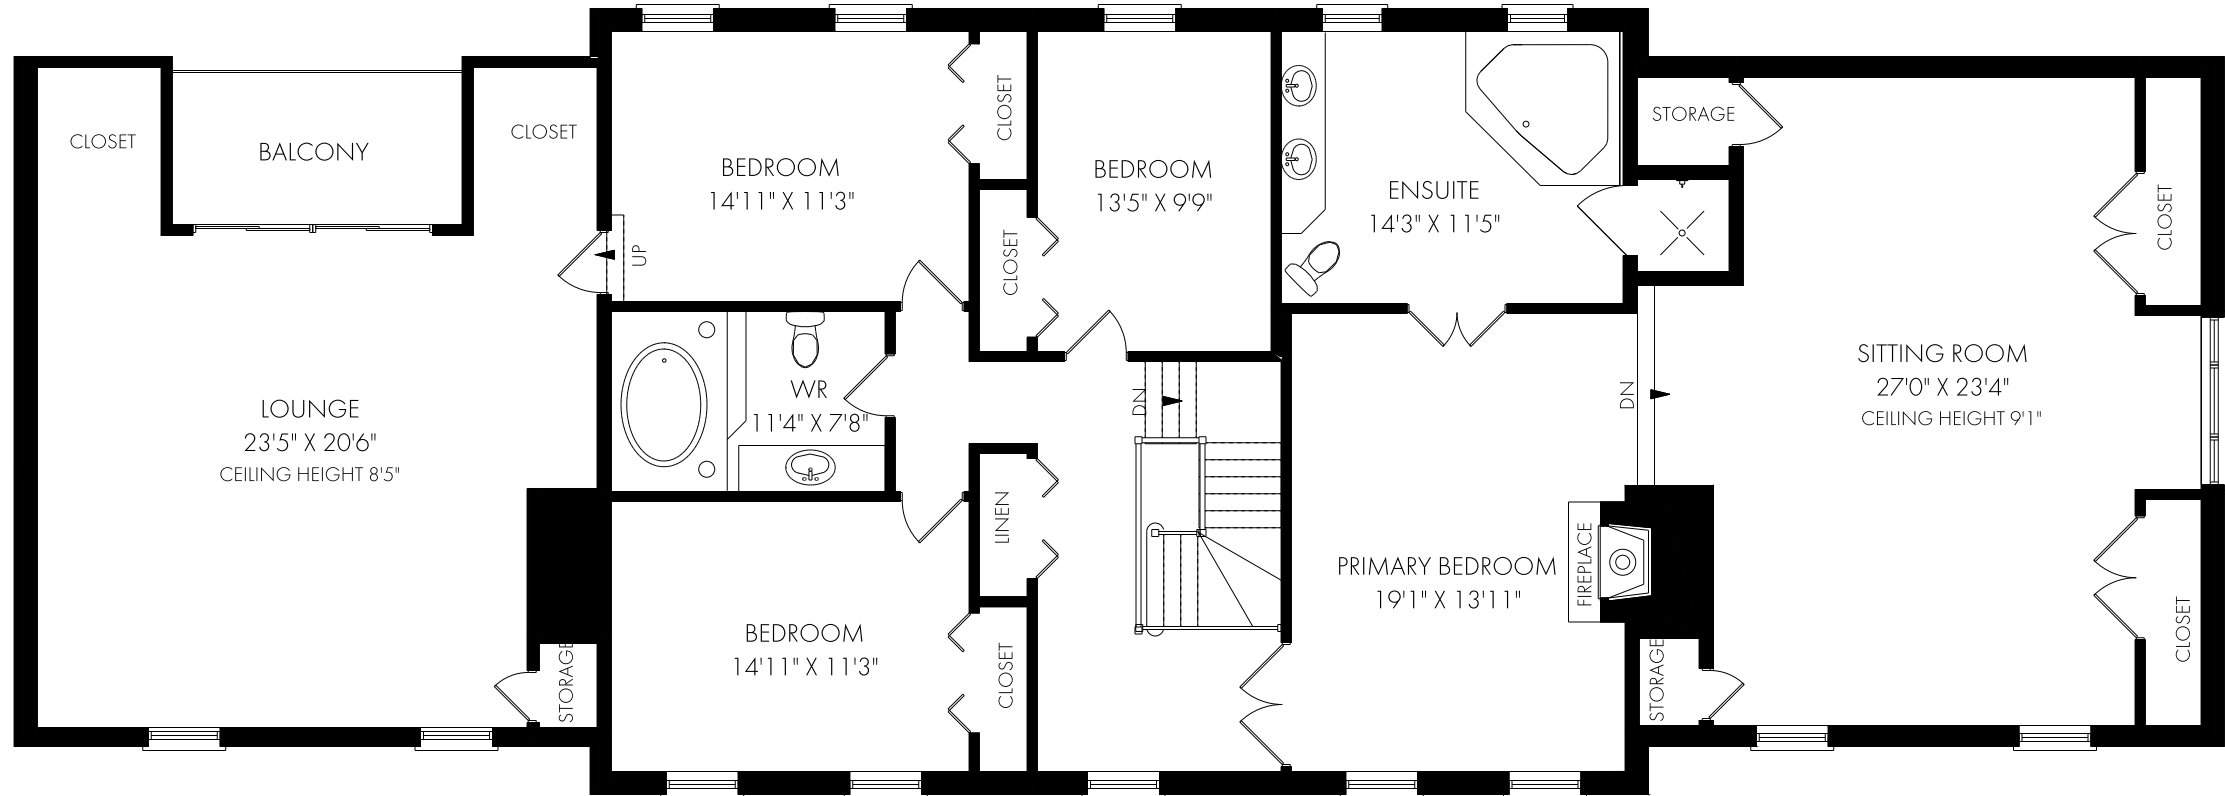 CLOSET
BALCONY
CLOSET
LOUNGE
23'5" X 20'6"
CEILING HEIGHT 8'5"
STORAGE
BEDROOM
14'11" X 11'3"
UP
CLOSET
CLOSET
WR
11'4" X 7'8"
LINEN
BEDROOM
14'11" X 11'3"
CLOSET
BEDROOM
13'5" X 9'9"
DN
ENSUITE
14'3" X 11'5"
PRIMARY BEDROOM
19'1" X 13'11"
FIREPLACE
DN
STORAGE
STORAGE
SITTING ROOM
27'0" X 23'4"
CEILING HEIGHT 9'1"
CLOSET
CLOSET